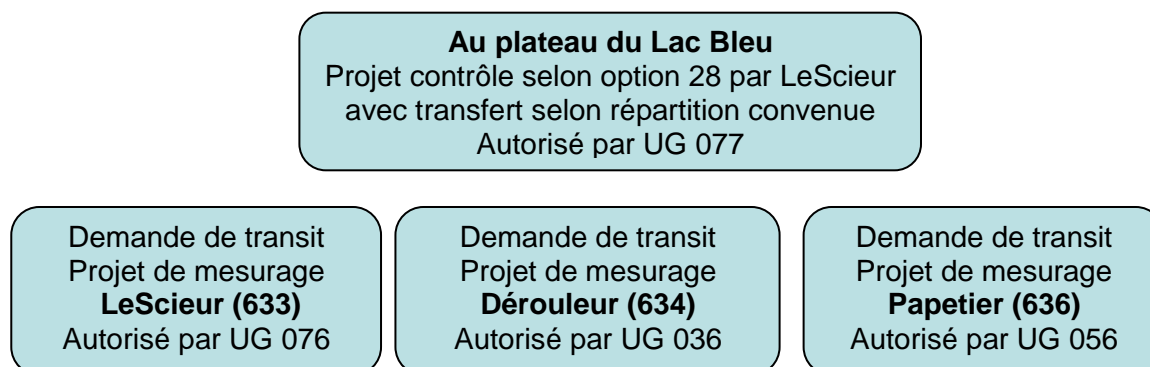 Au plateau du Lac Bleu
Projet contrôle selon option 28 par LeScieur
avec transfert selon répartition convenue
Autorisé par UG 077
Demande de transit
Projet de mesurage
LeScieur (633)
Autorisé par UG 076
Demande de transit
Projet de mesurage
Dérouleur (634)
Autorisé par UG 036
Demande de transit
Projet de mesurage
Papetier (636)
Autorisé par UG 056